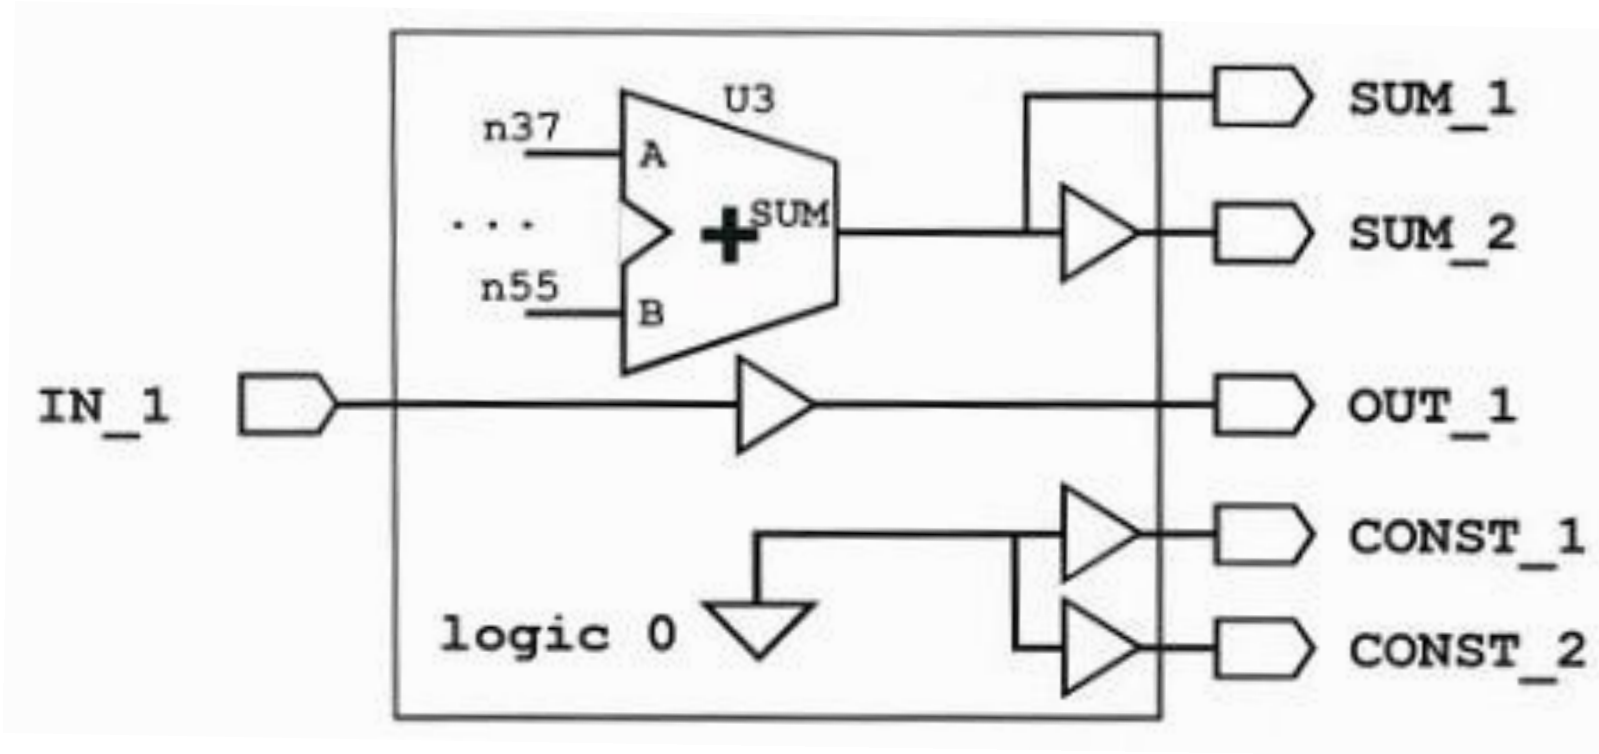 U3
n37
A
SUM
...
+
n55
B
SUM_1
SUM_2
IN_1
OUT_1
CONST_1
logic 0
CONST_2